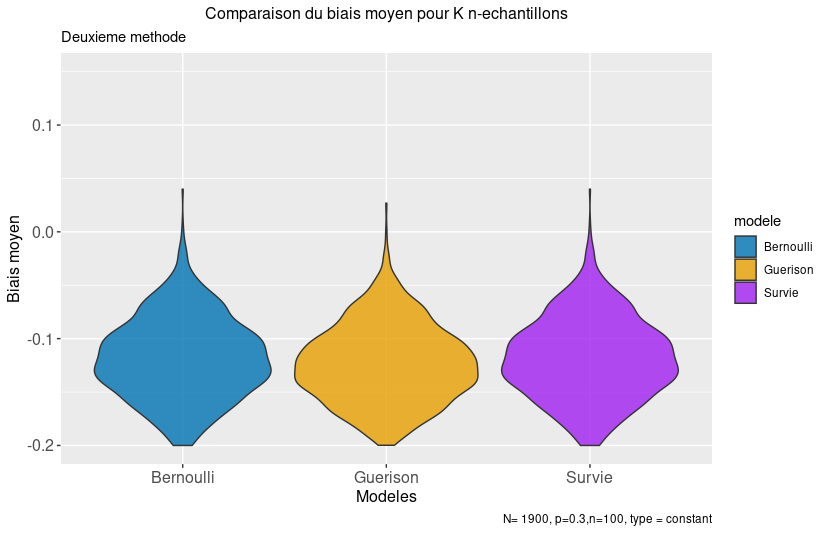 Comparaison du biais moyen pour K n-echantillons
Deuxieme methode
0.1
0.0
-0.1
-0.2
Biais moyen
Bernoulli
Guerison
Survie
Modeles
modele
Bernoulli
Guerison
Survie
N= 1900, p=0.3,n=100, type = constant